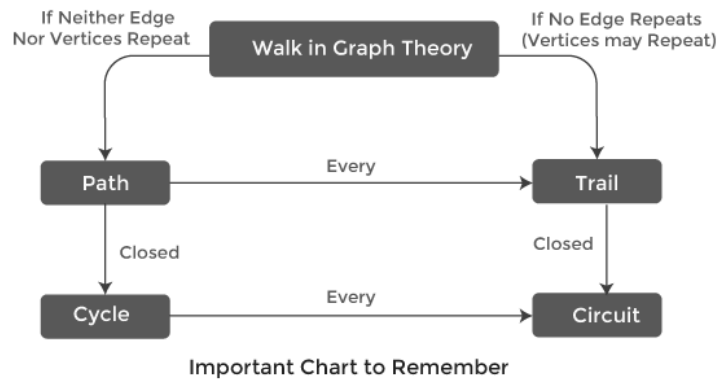 If Neither Edge
Nor Vertices Repeat
Walk in Graph Theory
If No Edge Repeats
(Vertices may Repeat)
Path
Every
Trail
Closed
Closed
Cycle
Every
Circuit
Important Chart to Remember